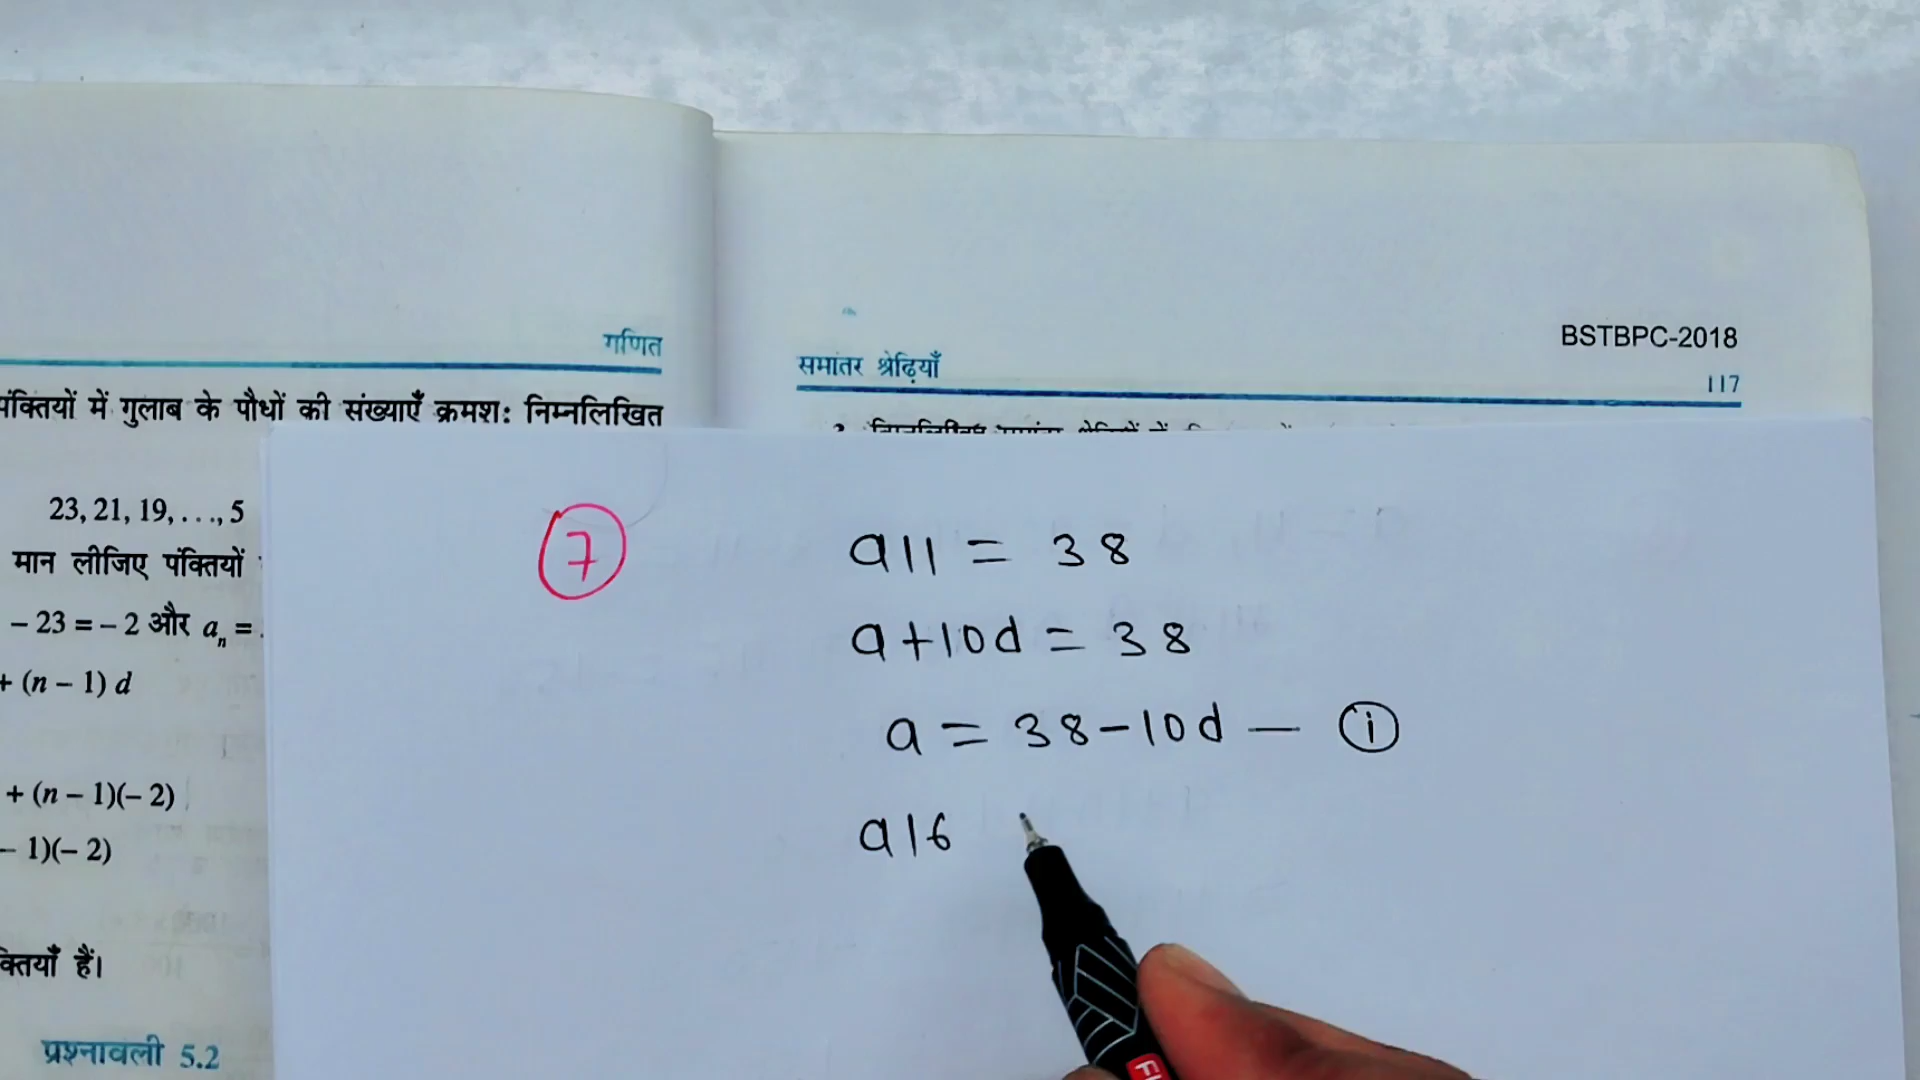 गणित
पंक्तियों में गुलाब के पौधों की संख्याएँ क्रमश: निम्नलिखित
23, 21, 19, . . ., 5
मान लीजिए पंक्तियों
– 23 = – 2 और aₙ =
+ (n – 1) d
+ (n – 1)(– 2)
– 1)(– 2)
क्तियाँ हैं।
प्रश्नावली 5.2
BSTBPC-2018
समांतर श्रेढ़ियाँ
117
7
a11 = 38
a+10d = 38
a = 38-10d — i
a16